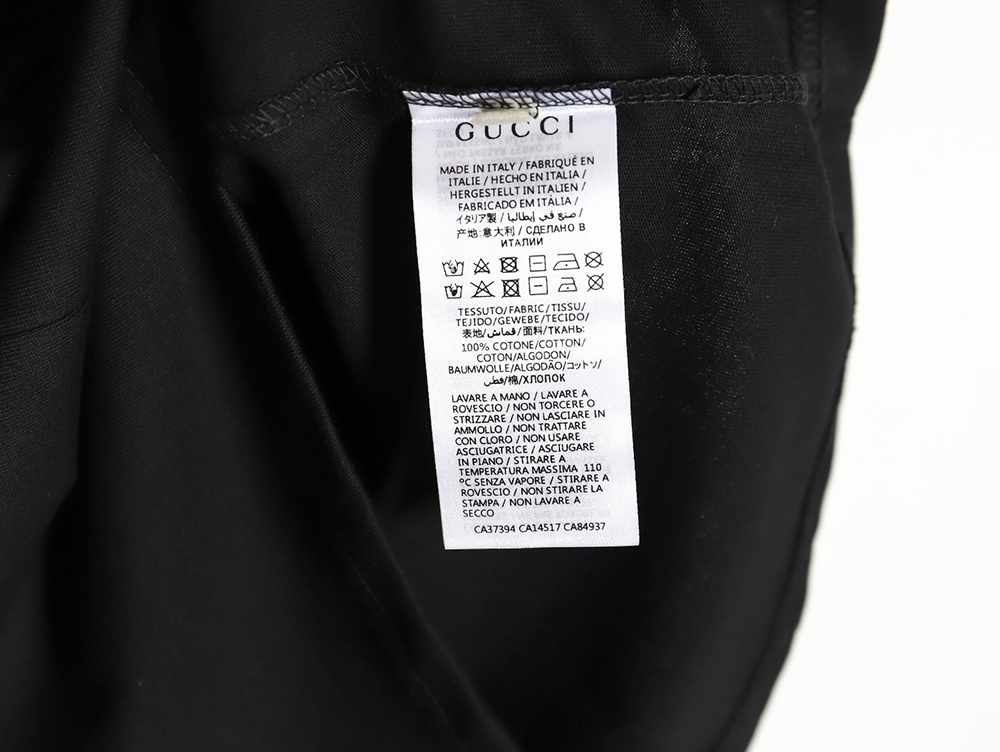 GUCCI
MADE IN ITALY / FABRIQUÉ EN
ITALIE / HECHO EN ITALIA /
HERGESTELLT IN ITALIEN /
FABRICADO EM ITÁLIA /
イタリア製 / صنع في إيطاليا /
产地:意大利 / СДЕЛАНО В
ИТАЛИИ
TESSUTO/FABRIC/TISSU/
TEJIDO/GEWEBE/TECIDO/
表地/قماش/面料/ТКАНЬ:
100% COTONE/COTTON/
COTON/ALGODON/
BAUMWOLLE/ALGODÃO/コットン/
قطن/棉/ХЛОПОК
LAVARE A MANO / LAVARE A
ROVESCIO / NON TORCERE O
STRIZZARE / NON LASCIARE IN
AMMOLLO / NON TRATTARE
CON CLORO / NON USARE
ASCIUGATRICE / ASCIUGARE
IN PIANO / STIRARE A
TEMPERATURA MASSIMA 110
°C SENZA VAPORE / STIRARE A
ROVESCIO / NON STIRARE LA
STAMPA / NON LAVARE A
SECCO
CA37394 CA14517 CA84937